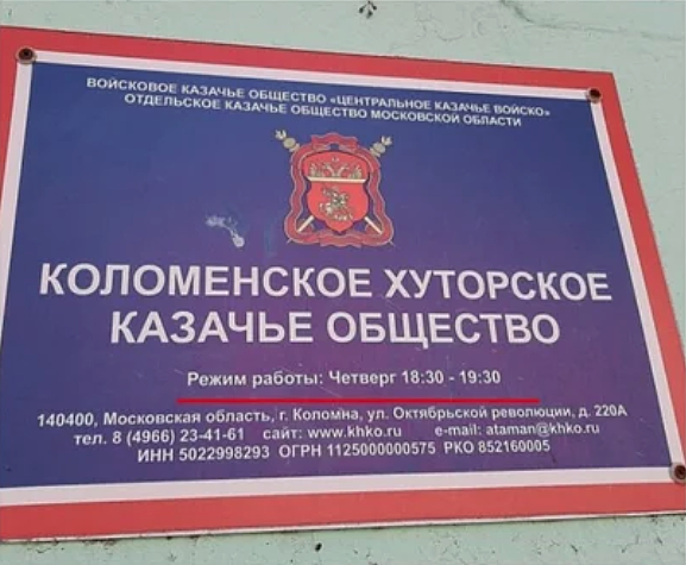 ВОЙСКОВОЕ КАЗАЧЬЕ ОБЩЕСТВО «ЦЕНТРАЛЬНОЕ КАЗАЧЬЕ ВОЙСКО»
ОТДЕЛЬСКОЕ КАЗАЧЬЕ ОБЩЕСТВО МОСКОВСКОЙ ОБЛАСТИ
КОЛОМЕНСКОЕ ХУТОРСКОЕ
КАЗАЧЬЕ ОБЩЕСТВО
Режим работы: Четверг 18:30 - 19:30
140400, Московская область, г. Коломна, ул. Октябрьской революции, д. 220А
тел. 8 (4966) 23-41-61 сайт: www.khko.ru e-mail: ataman@khko.ru
ИНН 5022998293 ОГРН 1125000000575 РКО 852160005